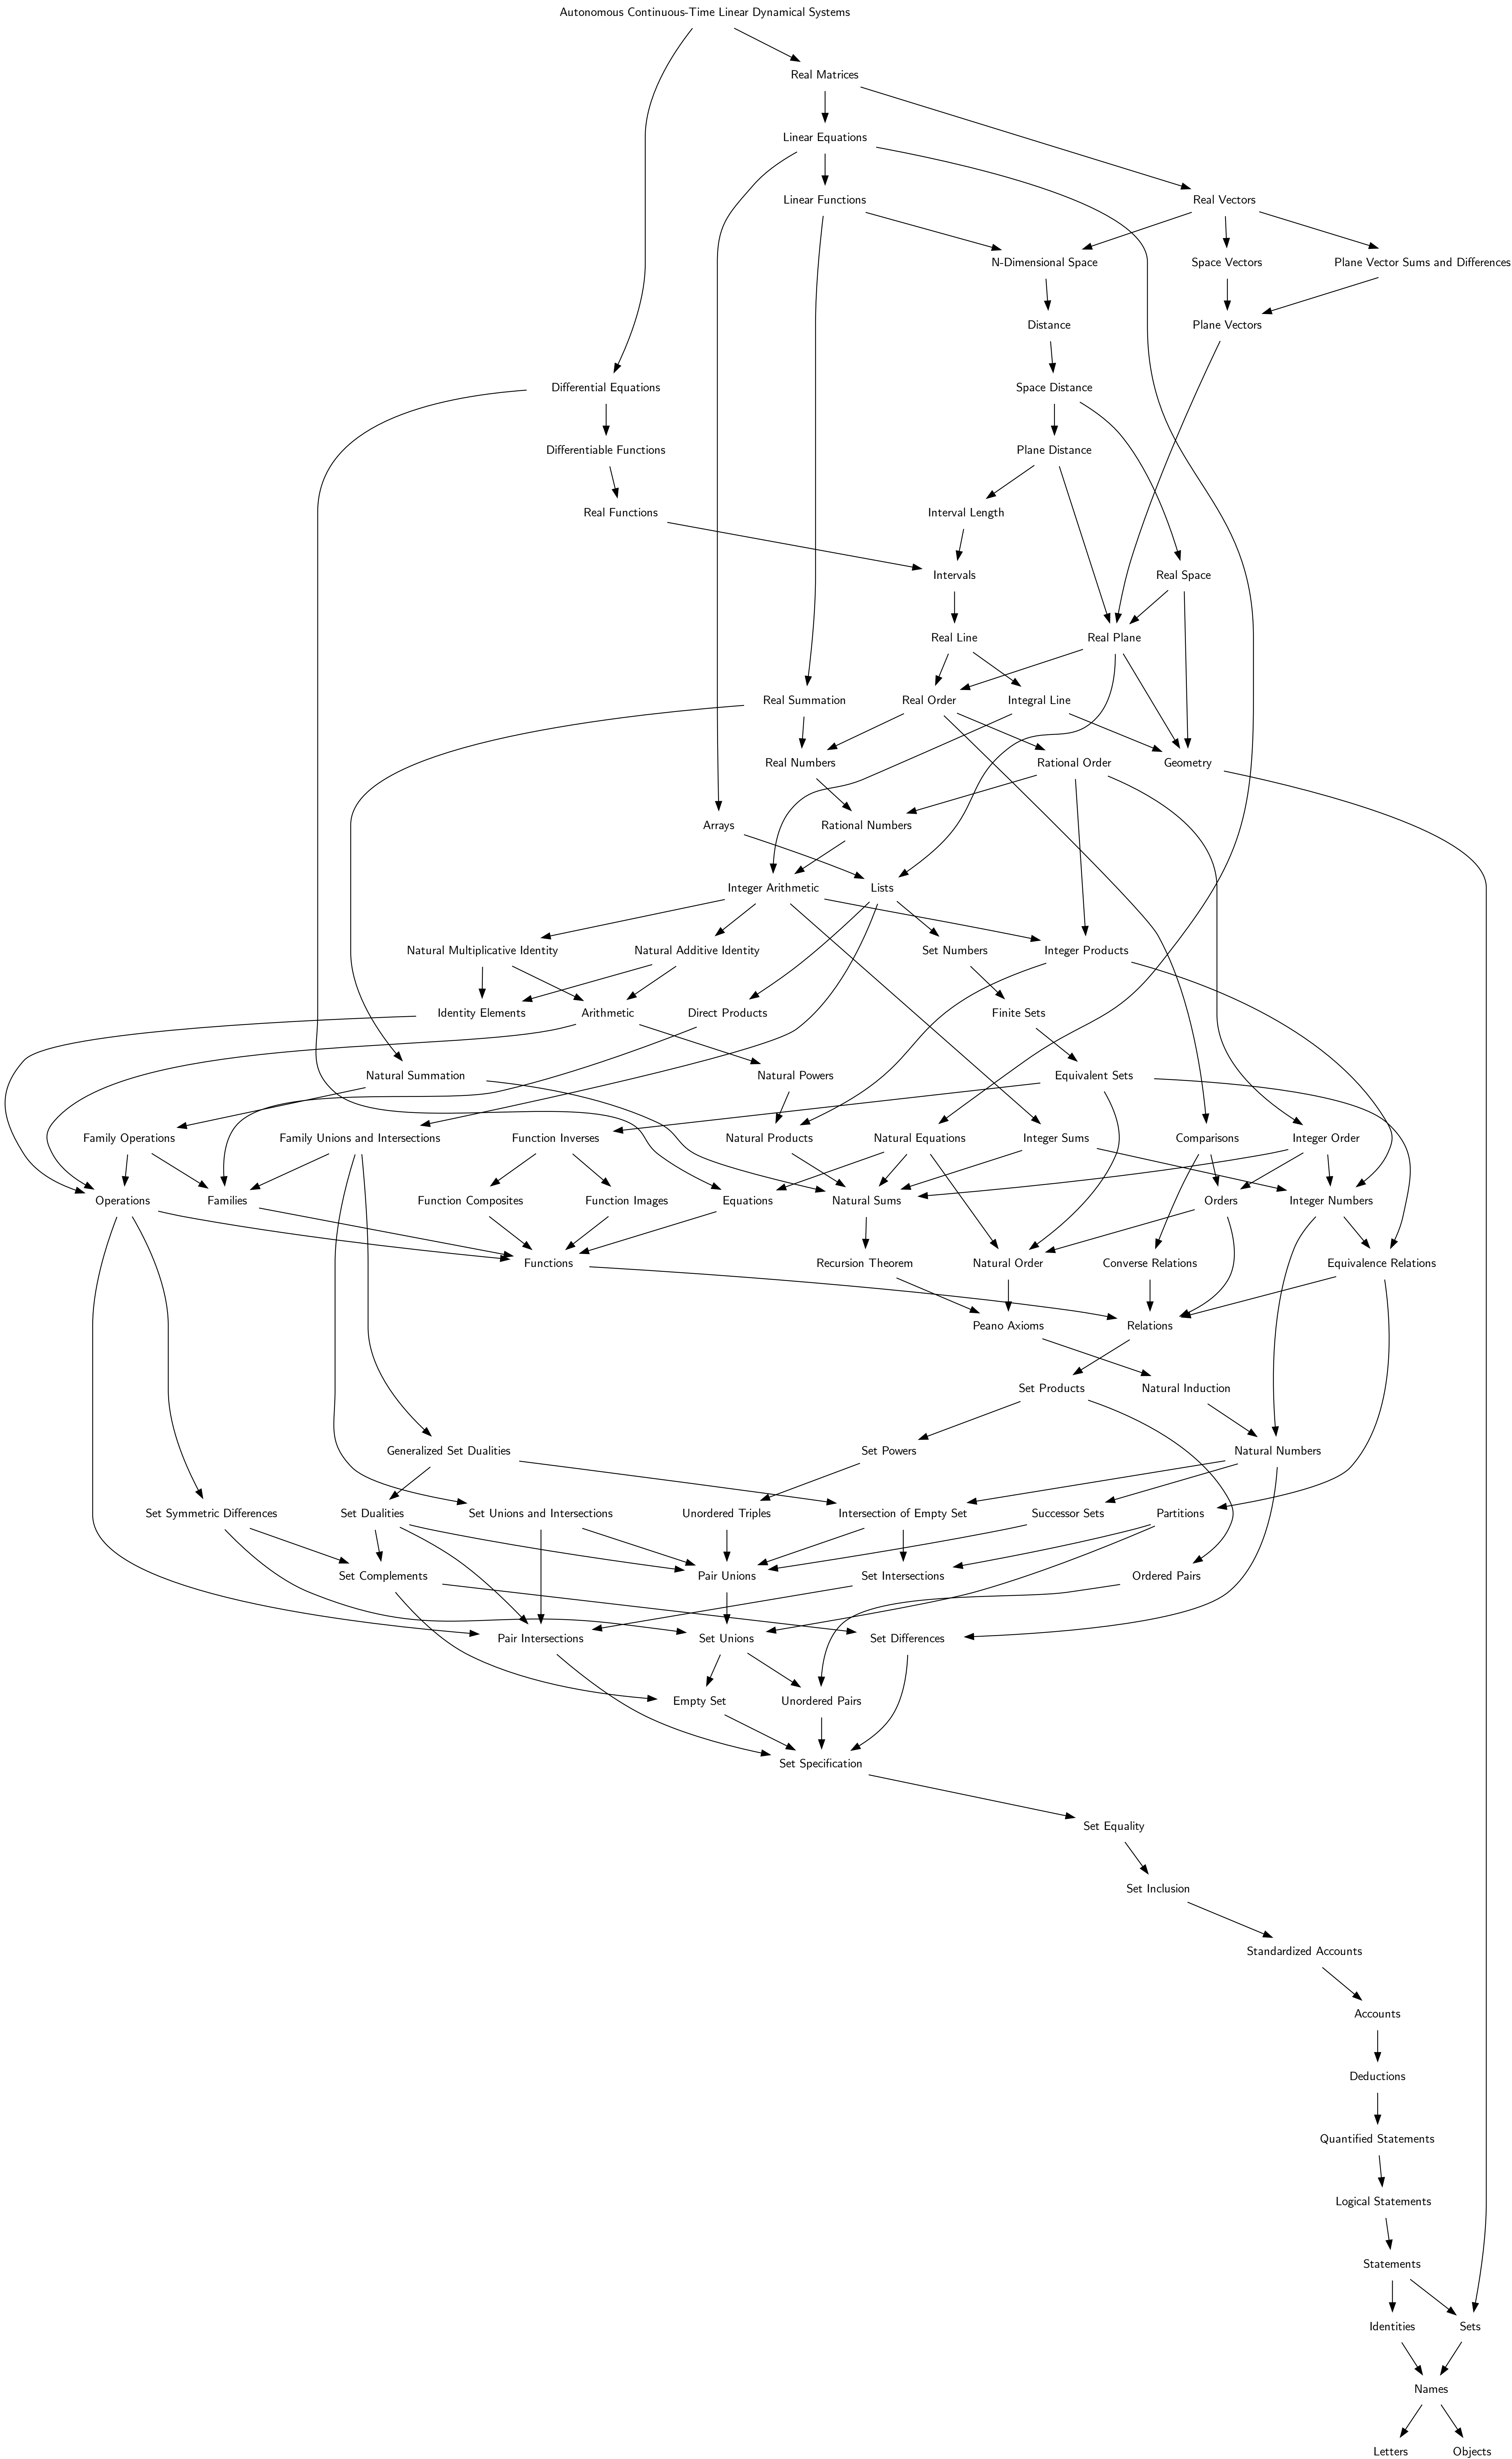 Autonomous Continuous-Time Linear Dynamical Systems
Real Matrices
Linear Equations
Linear Functions
Real Vectors
N-Dimensional Space
Space Vectors
Plane Vector Sums and Differences
Distance
Plane Vectors
Differential Equations
Space Distance
Differentiable Functions
Plane Distance
Real Functions
Interval Length
Intervals
Real Space
Real Line
Real Plane
Real Summation
Real Order
Integral Line
Real Numbers
Rational Order
Geometry
Arrays
Rational Numbers
Integer Arithmetic
Lists
Natural Multiplicative Identity
Natural Additive Identity
Set Numbers
Integer Products
Identity Elements
Arithmetic
Direct Products
Finite Sets
Natural Summation
Natural Powers
Equivalent Sets
Family Operations
Family Unions and Intersections
Function Inverses
Natural Products
Natural Equations
Integer Sums
Comparisons
Integer Order
Operations
Families
Function Composites
Function Images
Equations
Natural Sums
Orders
Integer Numbers
Functions
Recursion Theorem
Natural Order
Converse Relations
Equivalence Relations
Peano Axioms
Relations
Set Products
Natural Induction
Generalized Set Dualities
Set Powers
Natural Numbers
Set Symmetric Differences
Set Dualities
Set Unions and Intersections
Unordered Triples
Intersection of Empty Set
Successor Sets
Partitions
Set Complements
Pair Unions
Set Intersections
Ordered Pairs
Pair Intersections
Set Unions
Set Differences
Empty Set
Unordered Pairs
Set Specification
Set Equality
Set Inclusion
Standardized Accounts
Accounts
Deductions
Quantified Statements
Logical Statements
Statements
Identities
Sets
Names
Letters
Objects